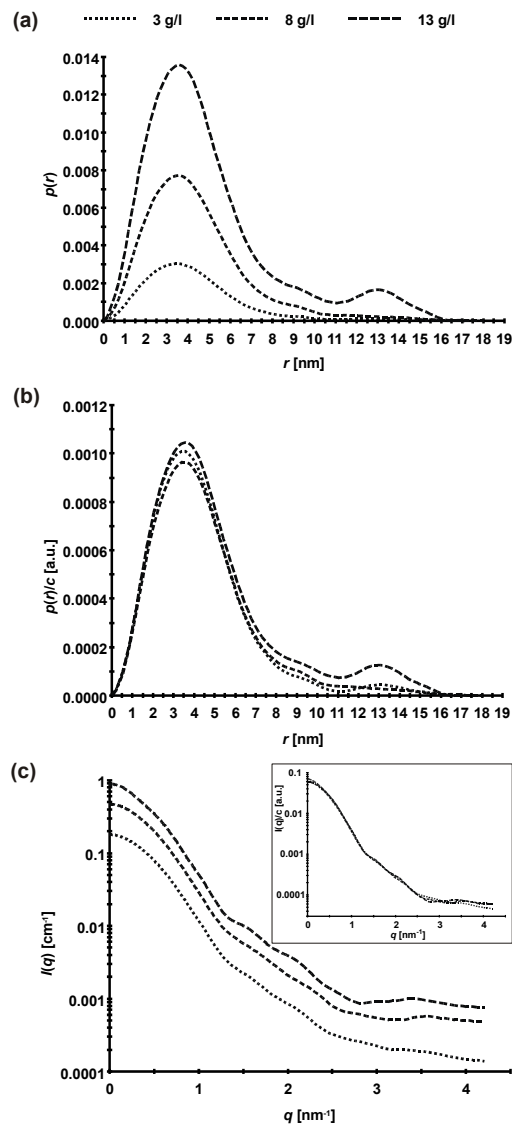 (a) 3 g/l 8 g/l 13 g/l
0.014
0.012
0.010
0.008
0.006
0.004
0.002
0.000
p(r)
0 1 2 3 4 5 6 7 8 9 10 11 12 13 14 15 16 17 18 19
r [nm]
(b)
0.0012
0.0010
0.0008
0.0006
0.0004
0.0002
0.0000
p(r)/c [a.u.]
0 1 2 3 4 5 6 7 8 9 10 11 12 13 14 15 16 17 18 19
r [nm]
(c)
1
0.1
0.01
0.001
0.0001
I(q) [cm⁻¹]
0 1 2 3 4
q [nm⁻¹]
0.1
0.01
0.001
0.0001
I(q)/c [a.u.]
0 1 2 3 4
q [nm⁻¹]